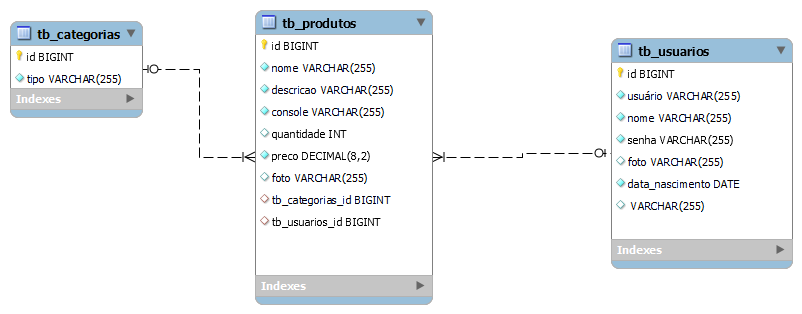 tb_categorias
id BIGINT
tipo VARCHAR(255)
Indexes
tb_produtos
id BIGINT
nome VARCHAR(255)
descricao VARCHAR(255)
console VARCHAR(255)
quantidade INT
preco DECIMAL(8,2)
foto VARCHAR(255)
tb_categorias_id BIGINT
tb_usuarios_id BIGINT
Indexes
tb_usuarios
id BIGINT
usuário VARCHAR(255)
nome VARCHAR(255)
senha VARCHAR(255)
foto VARCHAR(255)
data_nascimento DATE
VARCHAR(255)
Indexes